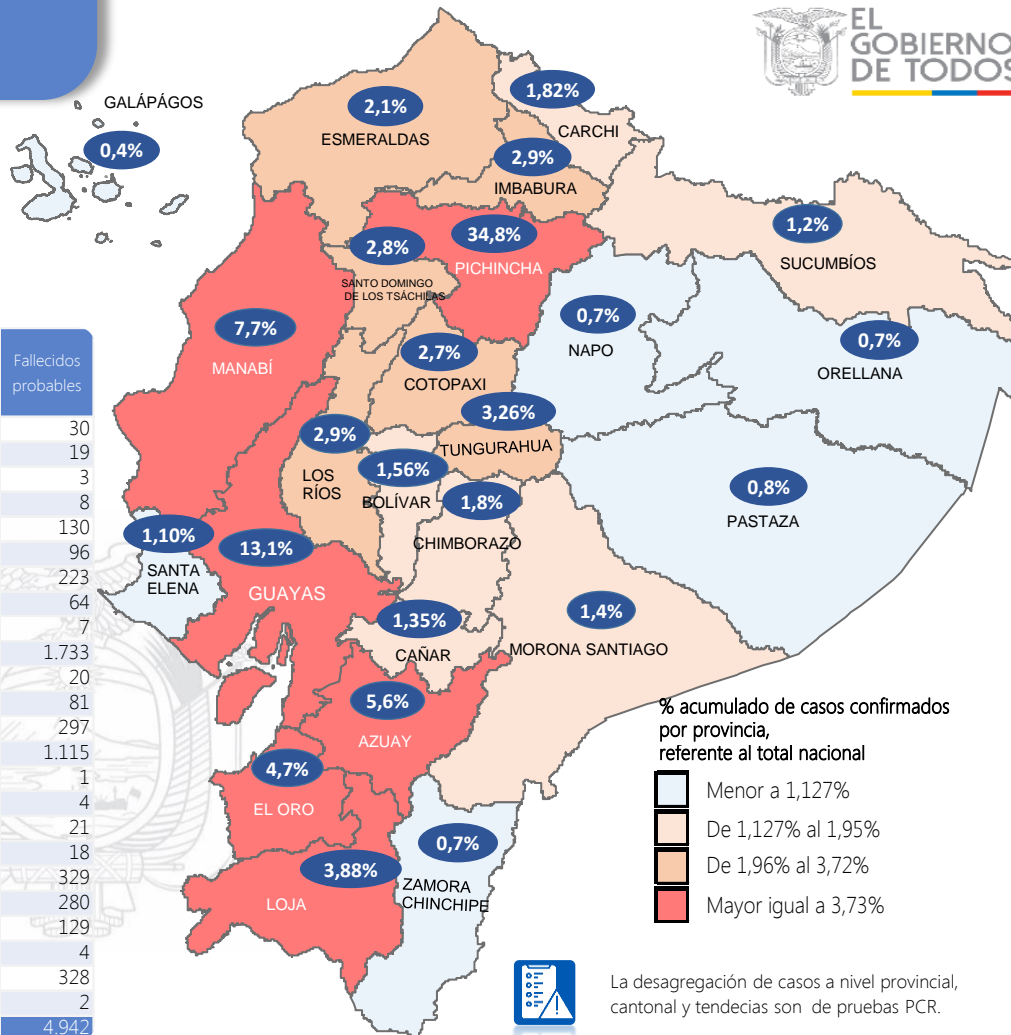 EL
GOBIERNO
DE TODOS
GALÁPÁGOS
0,4%
2,1%
ESMERALDAS
1,82%
CARCHI
2,9%
IMBABURA
1,2%
SUCUMBÍOS
2,8%
SANTO DOMINGO
DE LOS TSÁCHILAS
34,8%
PICHINCHA
7,7%
MANABÍ
0,7%
NAPO
0,7%
ORELLANA
2,7%
COTOPAXI
3,26%
TUNGURAHUA
2,9%
LOS
RÍOS
1,56%
BOLÍVAR
1,8%
CHIMBORAZO
0,8%
PASTAZA
1,10%
SANTA
ELENA
13,1%
GUAYAS
1,35%
CAÑAR
1,4%
MORONA SANTIAGO
5,6%
AZUAY
4,7%
EL ORO
3,88%
LOJA
0,7%
ZAMORA
CHINCHIPE
Fallecidos
probables
30
19
3
8
130
96
223
64
7
1.733
20
81
297
1.115
1
4
21
18
329
280
129
4
328
2
4.942
% acumulado de casos confirmados
por provincia,
referente al total nacional
Menor a 1,127%
De 1,127% al 1,95%
De 1,96% al 3,72%
Mayor igual a 3,73%
La desagregación de casos a nivel provincial,
cantonal y tendecias son de pruebas PCR.